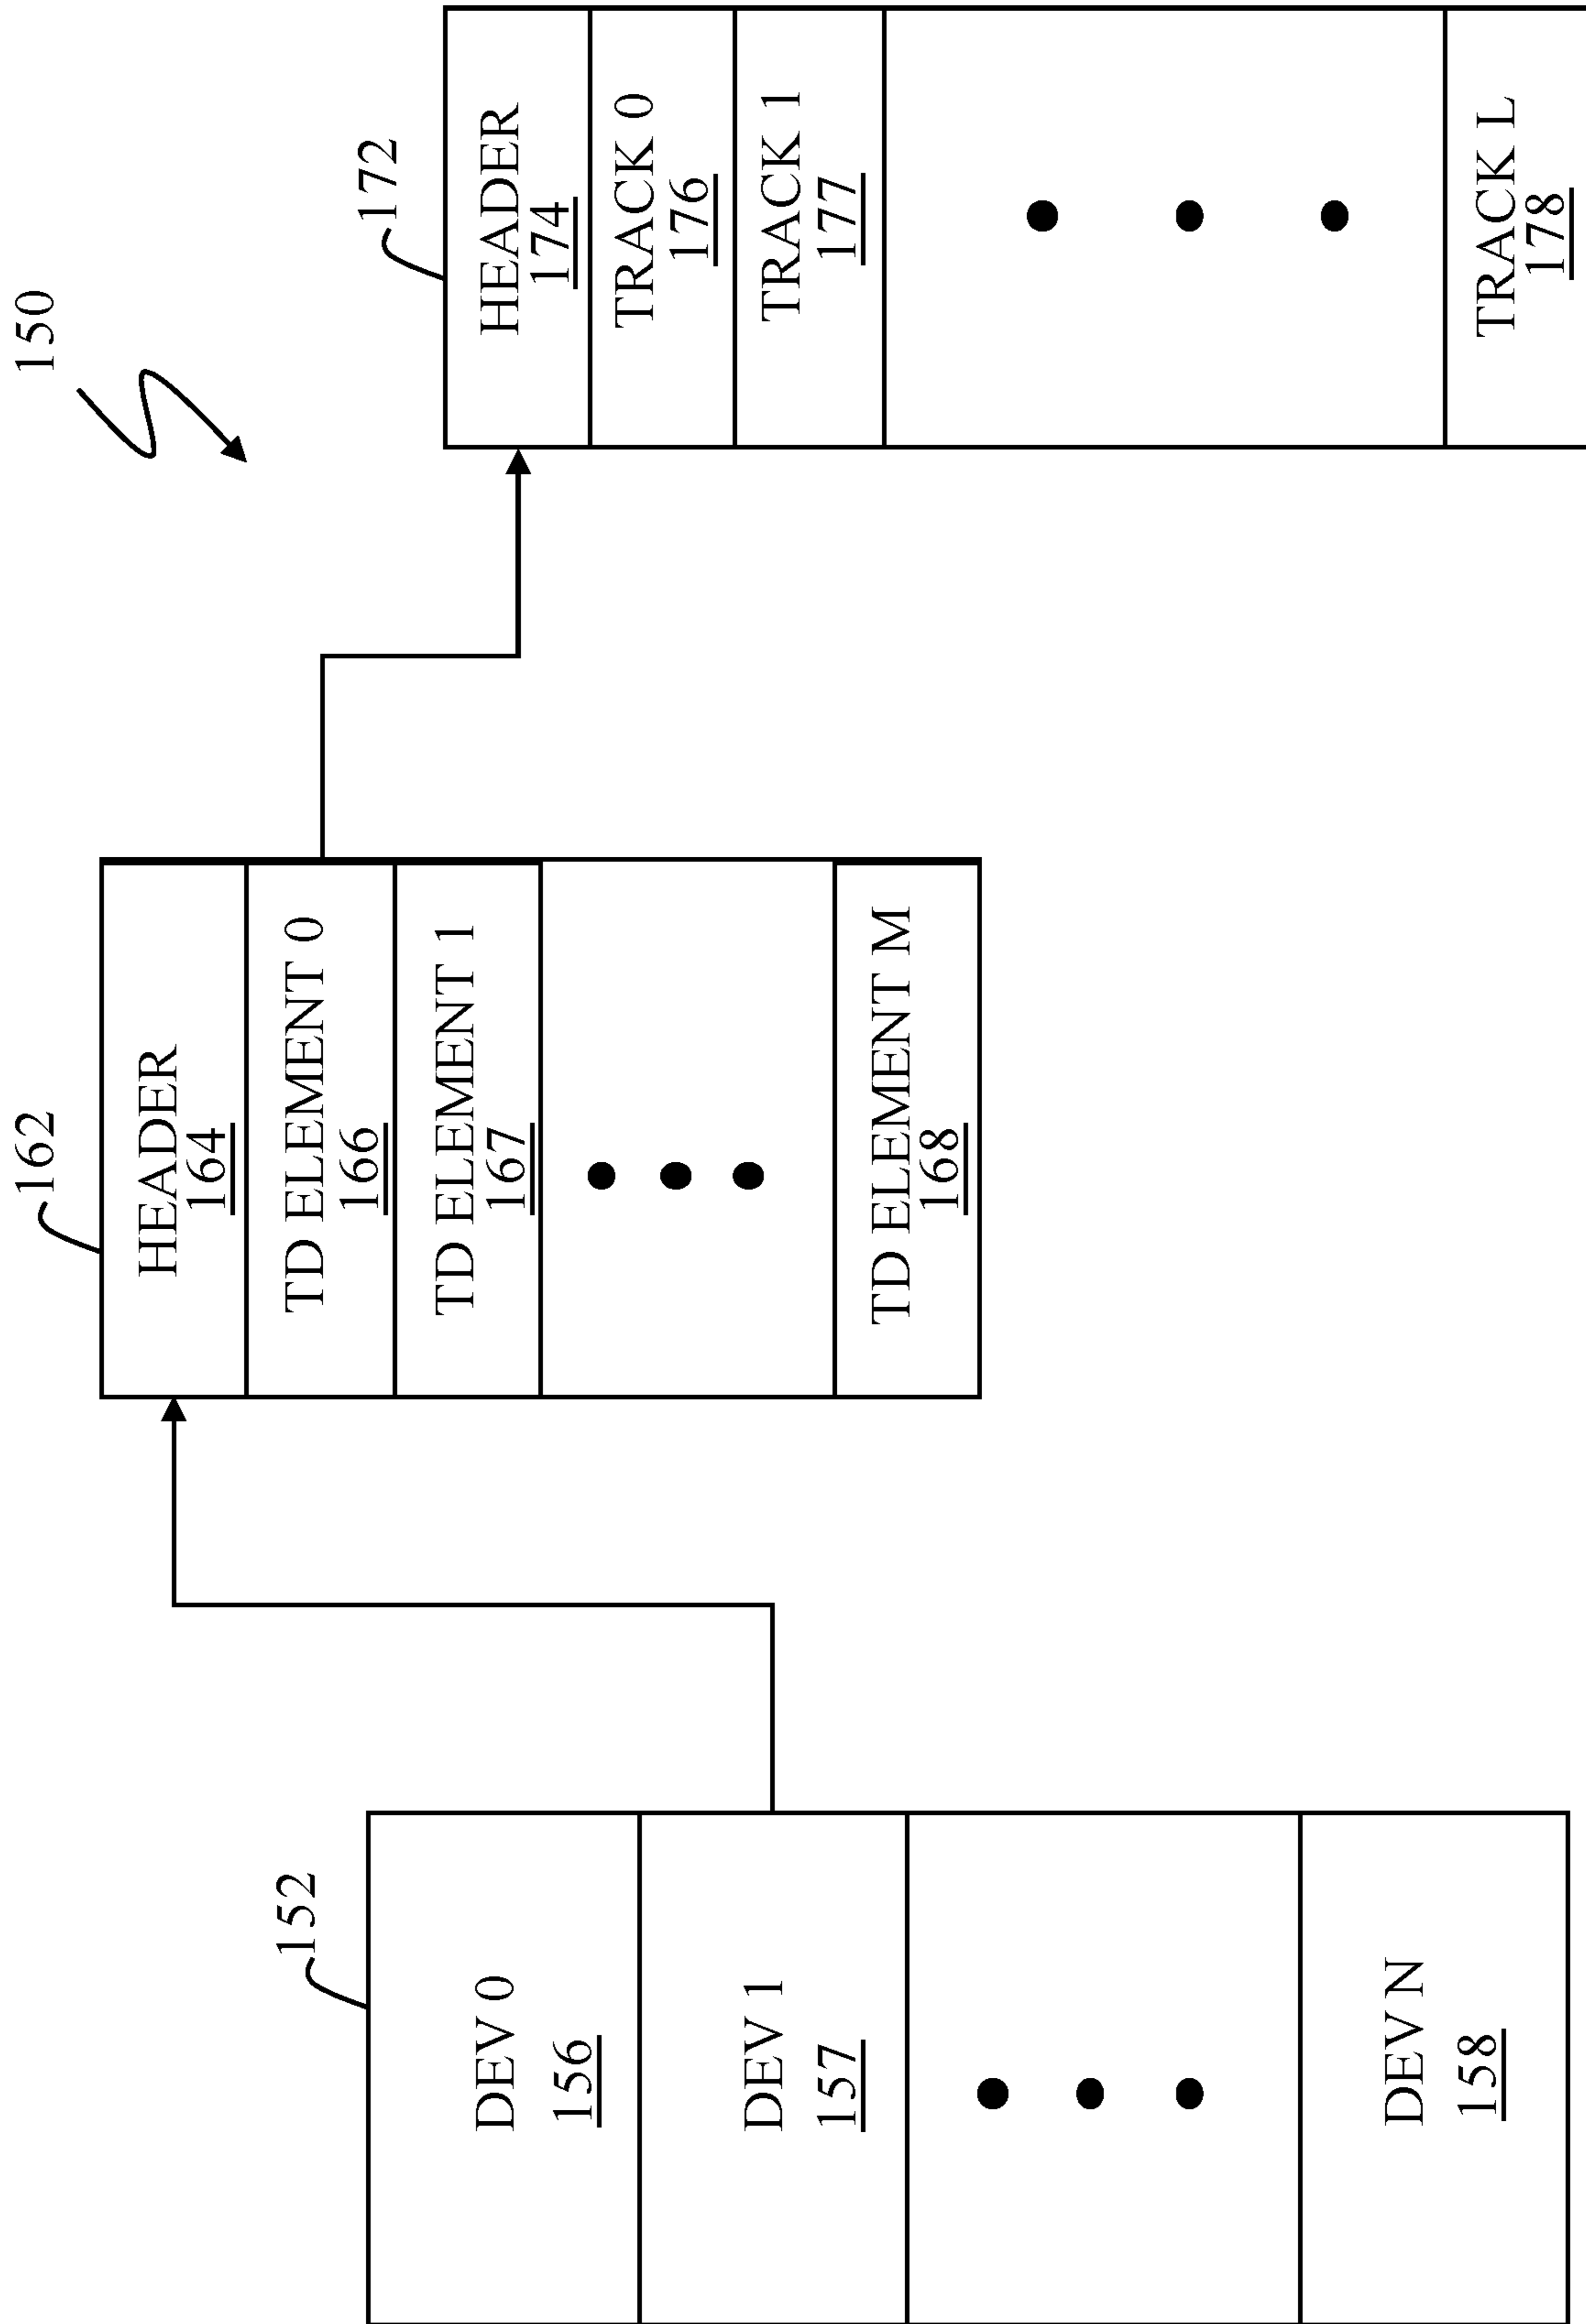 150
152
DEV 0
156
DEV 1
157
DEV N
158
162
HEADER
164
TD ELEMENT 0
166
TD ELEMENT 1
167
TD ELEMENT M
168
172
HEADER
174
TRACK 0
176
TRACK 1
177
TRACK L
178